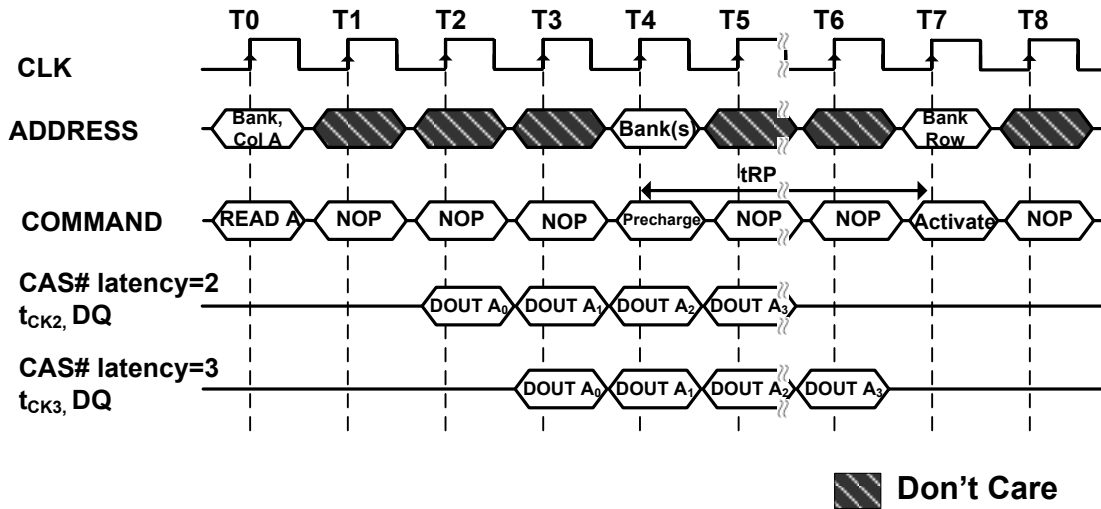 T0 T1 T2 T3 T4 T5 T6 T7 T8
CLK
ADDRESS Bank, Col A Bank(s) Bank Row
tRP
COMMAND READ A NOP NOP NOP Precharge NOP NOP Activate NOP
CAS# latency=2
tCK2, DQ DOUT A0 DOUT A1 DOUT A2 DOUT A3
CAS# latency=3
tCK3, DQ DOUT A0 DOUT A1 DOUT A2 DOUT A3
Don't Care